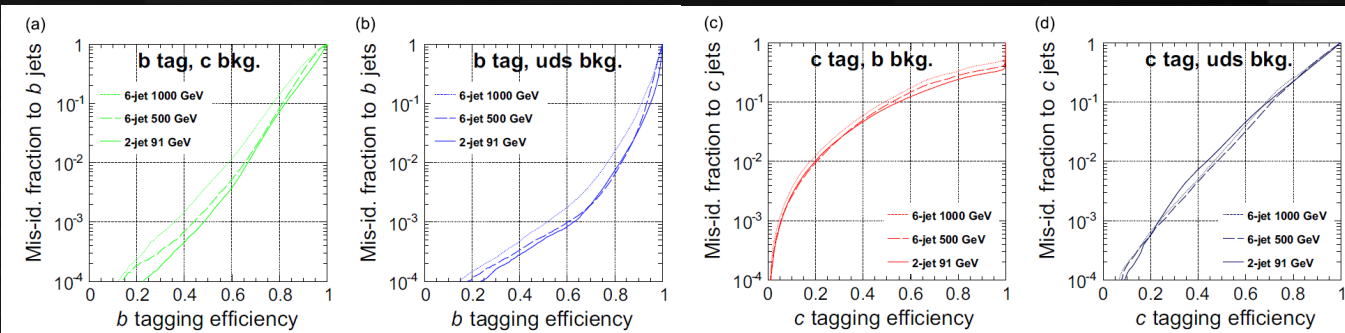 (a)
b tag, c bkg.
6-jet 1000 GeV
6-jet 500 GeV
2-jet 91 GeV
Mis-id. fraction to b jets
1
10-1
10-2
10-3
10-4
0 0.2 0.4 0.6 0.8 1
b tagging efficiency
(b)
b tag, uds bkg.
6-jet 1000 GeV
6-jet 500 GeV
2-jet 91 GeV
Mis-id. fraction to b jets
1
10-1
10-2
10-3
10-4
0 0.2 0.4 0.6 0.8 1
b tagging efficiency
(c)
c tag, b bkg.
6-jet 1000 GeV
6-jet 500 GeV
2-jet 91 GeV
Mis-id. fraction to c jets
1
10-1
10-2
10-3
10-4
0 0.2 0.4 0.6 0.8 1
c tagging efficiency
(d)
c tag, uds bkg.
6-jet 1000 GeV
6-jet 500 GeV
2-jet 91 GeV
Mis-id. fraction to c jets
1
10-1
10-2
10-3
10-4
0 0.2 0.4 0.6 0.8 1
c tagging efficiency